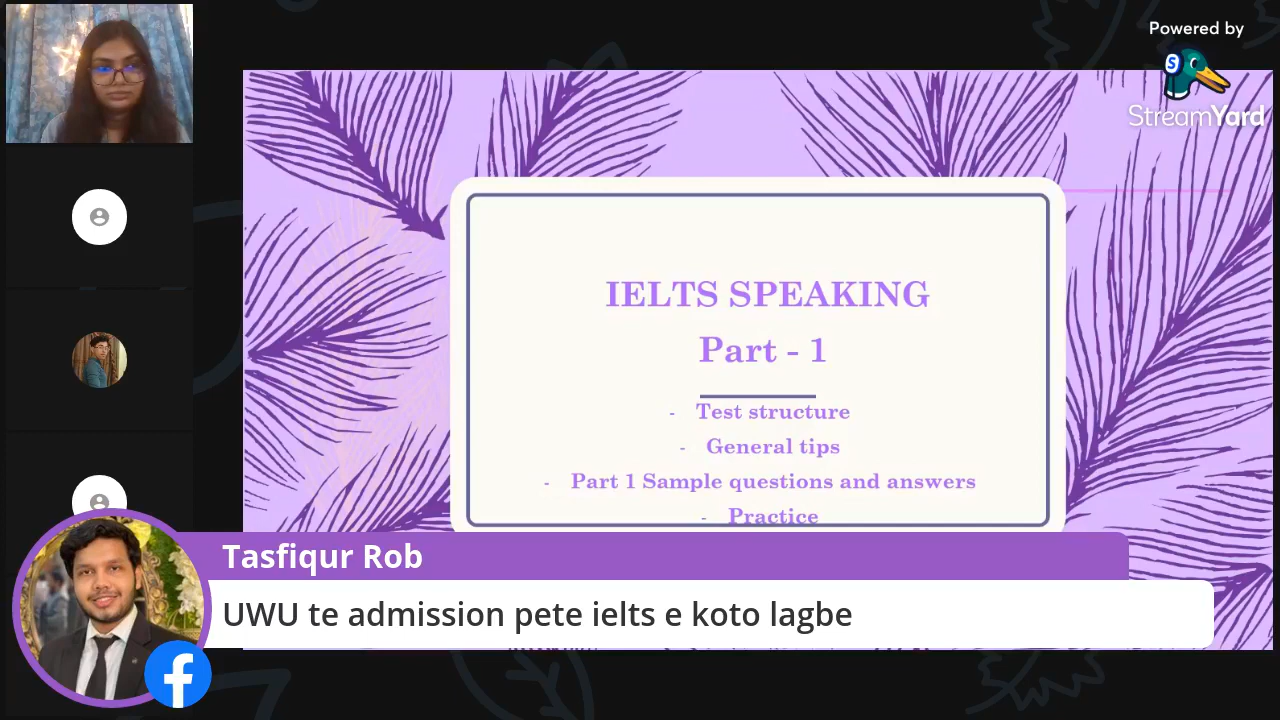 Powered by
StreamYard
IELTS SPEAKING
Part - 1
- Test structure
- General tips
- Part 1 Sample questions and answers
- Practice
Tasfiqur Rob
UWU te admission pete ielts e koto lagbe